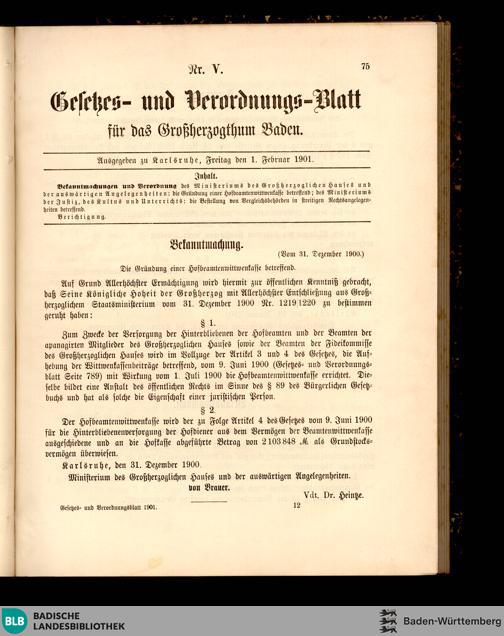 Nr. V.
75
Gesetzes- und Verordnungs-Blatt
für das Großherzogthum Baden.
Ausgegeben zu Karlsruhe, Freitag den 1. Februar 1901.
Inhalt.
Bekanntmachungen und Verordnung des Ministeriums des Großherzoglichen Hauses und
der auswärtigen Angelegenheiten: die Gründung einer Hofbeamtenwittwenkasse betreffend; des Ministeriums
der Justiz, des Kultus und Unterrichts: die Bestellung von Vergleichsbehörden in streitigen Rechtsangelegen-
heiten betreffend.
Berichtigung.
Bekanntmachung.
(Vom 31. Dezember 1900.)
Die Gründung einer Hofbeamtenwittwenkasse betreffend.
Auf Grund Allerhöchster Ermächtigung wird hiermit zur öffentlichen Kenntniß gebracht,
daß Seine Königliche Hoheit der Großherzog mit Allerhöchster Entschließung aus Groß-
herzoglichem Staatsministerium vom 31. Dezember 1900 Nr. 1219/1220 zu bestimmen
geruht haben:
§ 1.
Zum Zwecke der Versorgung der Hinterbliebenen der Hofbeamten und der Beamten der
apanagirten Mitglieder des Großherzoglichen Hauses sowie der Beamten der Fideikommisse
des Großherzoglichen Hauses wird im Vollzuge der Artikel 3 und 4 des Gesetzes, die Auf-
hebung der Wittwenkassenbeiträge betreffend, vom 9. Juni 1900 (Gesetzes- und Verordnungs-
blatt Seite 789) mit Wirkung vom 1. Juli 1900 die Hofbeamtenwittwenkasse errichtet. Die-
selbe bildet eine Anstalt des öffentlichen Rechts im Sinne des § 89 des Bürgerlichen Gesetz-
buchs und hat als solche die Eigenschaft einer juristischen Person.
§ 2.
Der Hofbeamtenwittwenkasse wird der zu Folge Artikel 4 des Gesetzes vom 9. Juni 1900
für die Hinterbliebenenversorgung der Hofdiener aus dem Vermögen der Beamtenwittwenkasse
ausgeschiedene und an die Hofkasse abgeführte Betrag von 2 103 848 ℳ als Grundstocks-
vermögen überwiesen.
Karlsruhe, den 31. Dezember 1900.
Ministerium des Großherzoglichen Hauses und der auswärtigen Angelegenheiten.
von Brauer.
Vdt. Dr. Heintze.
Gesetzes- und Verordnungsblatt 1901.
12
BLB BADISCHE
LANDESBIBLIOTHEK
Baden-Württemberg